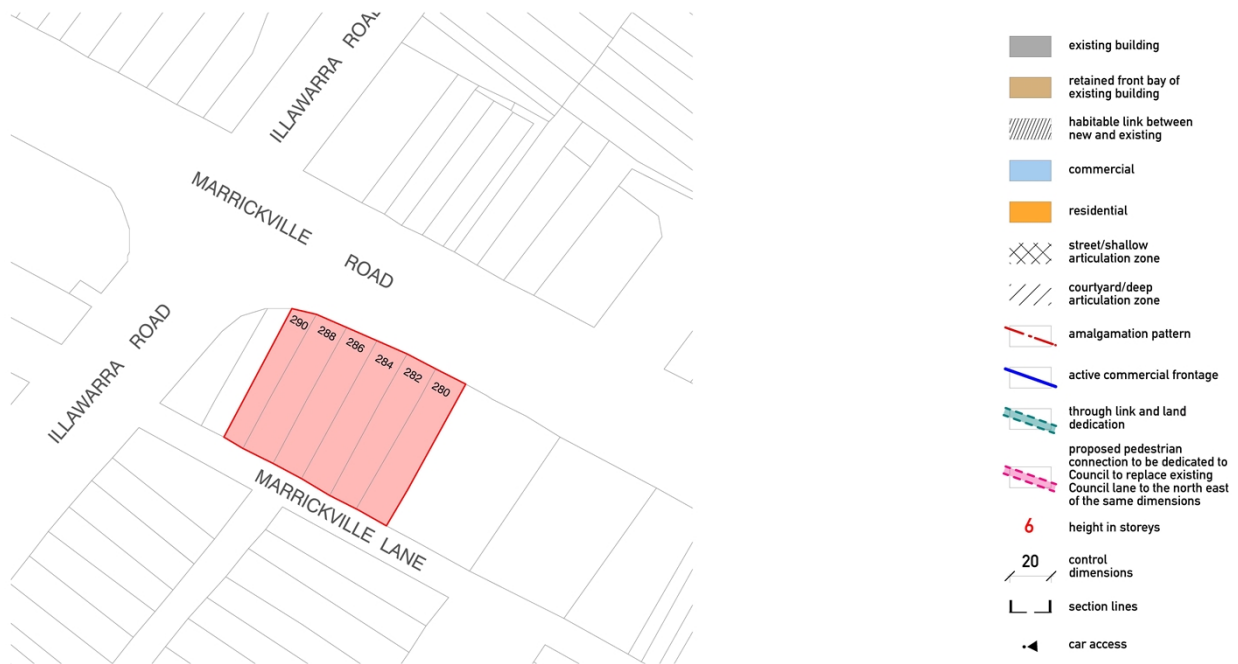 ILLAWARRA ROAD
MARRICKVILLE
ROAD
ILLAWARRA ROAD
290
288
286
284
282
280
MARRICKVILLE LANE
existing building
retained front bay of
existing building
habitable link between
new and existing
commercial
residential
street/shallow
articulation zone
courtyard/deep
articulation zone
amalgamation pattern
active commercial frontage
through link and land
dedication
proposed pedestrian
connection to be dedicated to
Council to replace existing
Council lane to the north east
of the same dimensions
6
height in storeys
20
control
dimensions
section lines
car access